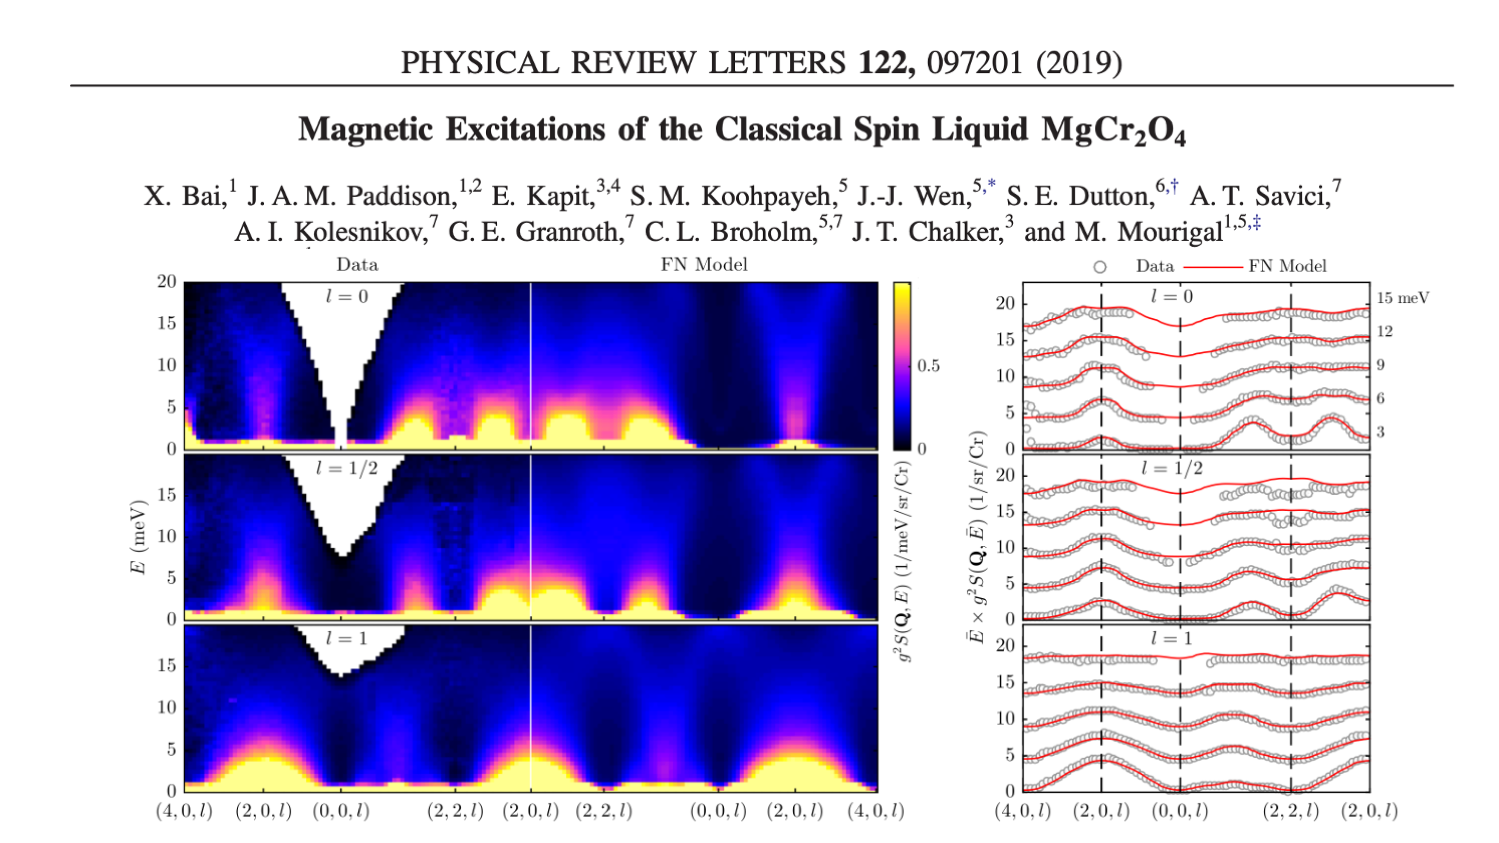 PHYSICAL REVIEW LETTERS 122, 097201 (2019)
Magnetic Excitations of the Classical Spin Liquid MgCr₂O₄
X. Bai,¹ J. A. M. Paddison,¹,² E. Kapit,³,⁴ S. M. Koohpayeh,⁵ J.-J. Wen,⁵,* S. E. Dutton,⁶,† A. T. Savici,⁷
A. I. Kolesnikov,⁷ G. E. Granroth,⁷ C. L. Broholm,⁵,⁷ J. T. Chalker,³ and M. Mourigal¹,⁵,‡
Data FN Model
l = 0
20
15
10
5
0
l = 1/2
15
10
5
0
l = 1
15
10
5
0
E (meV)
(4, 0, l) (2, 0, l) (0, 0, l) (2, 2, l) (2, 0, l) (2, 2, l) (0, 0, l) (2, 0, l) (4, 0, l)
0.5
0
g²S(Q, E) (1/meV/sr/Cr)
Data FN Model
l = 0
20
15
10
5
0
15 meV
12
9
6
3
l = 1/2
20
15
10
5
0
l = 1
20
15
10
5
0
Ē × g²S(Q, Ē) (1/sr/Cr)
(4, 0, l) (2, 0, l) (0, 0, l) (2, 2, l) (2, 0, l)